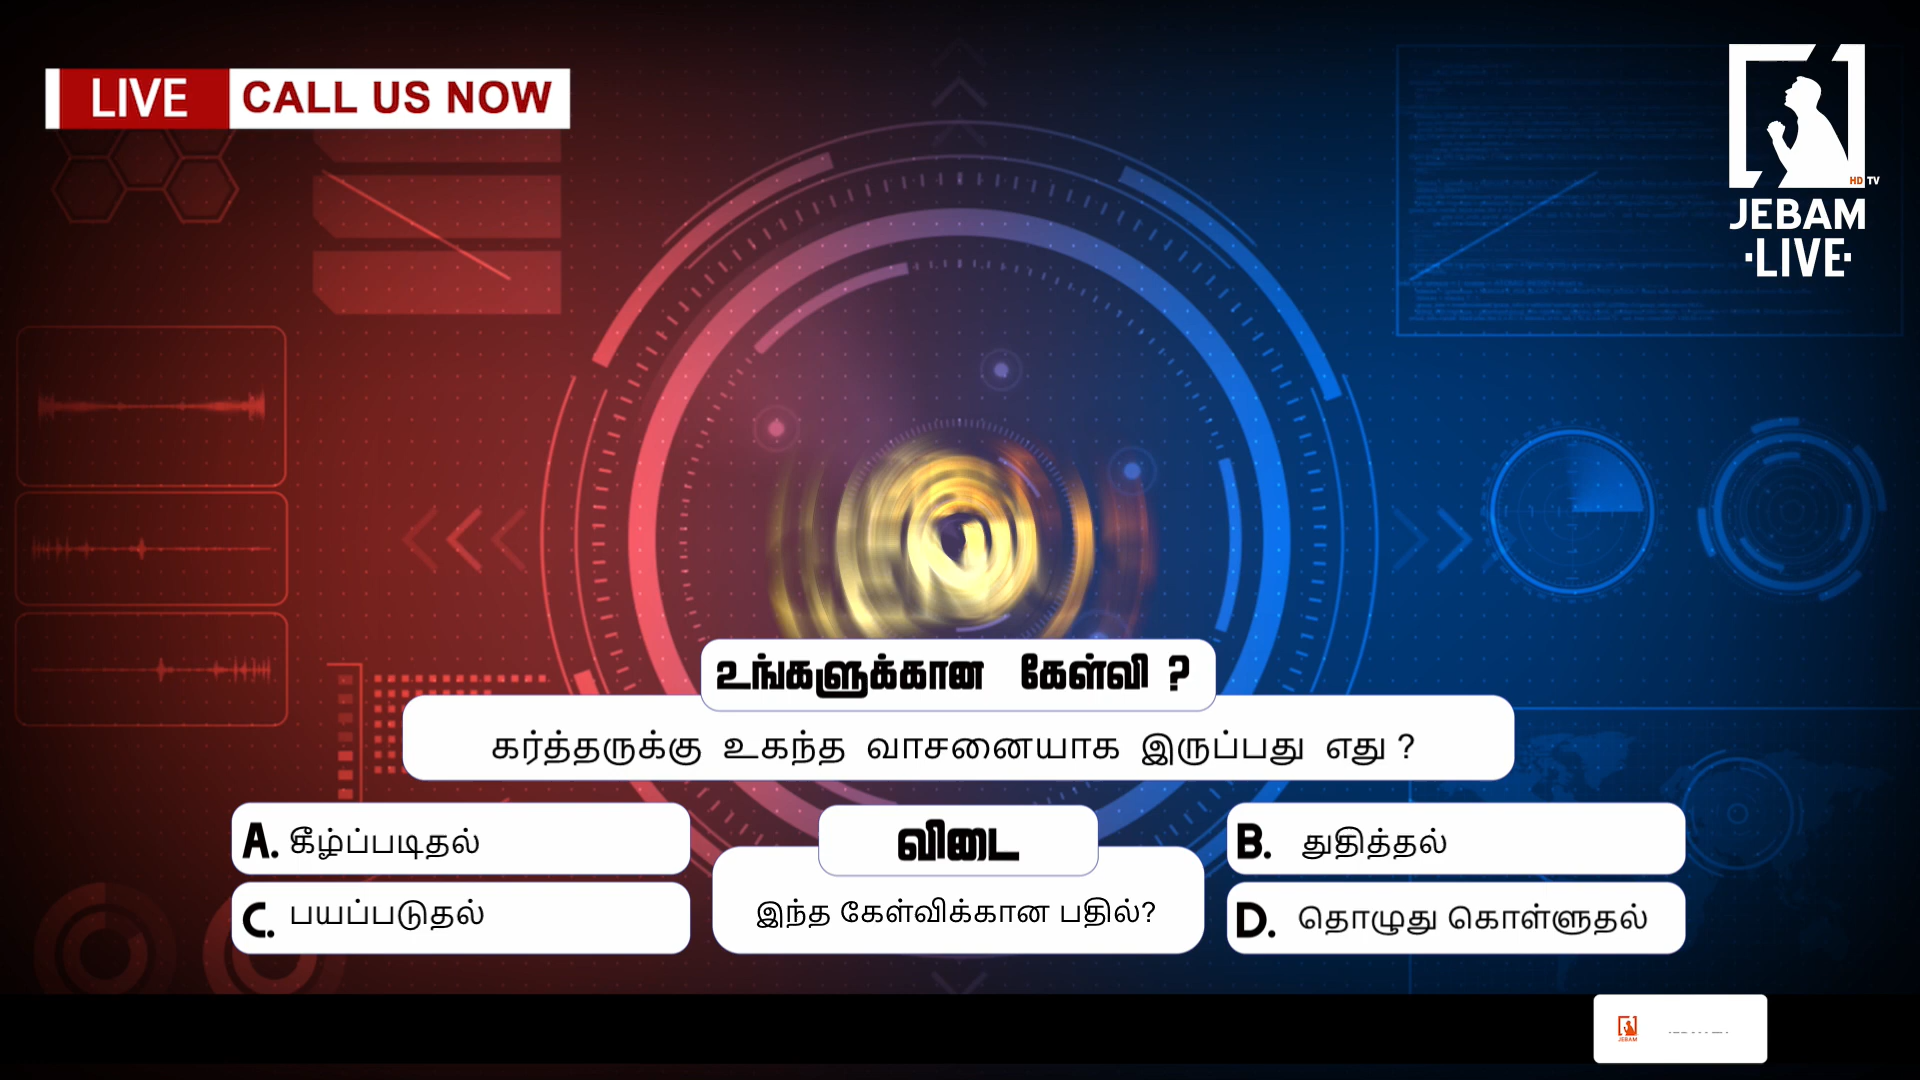 LIVE CALL US NOW
HD TV
JEBAM
LIVE
உங்களுக்கான கேள்வி ?
கர்த்தருக்கு உகந்த வாசனையாக இருப்பது எது ?
A. கீழ்ப்படிதல்
B. துதித்தல்
விடை
C. பயப்படுதல்
இந்த கேள்விக்கான பதில்?
D. தொழுது கொள்ளுதல்
JEBAM